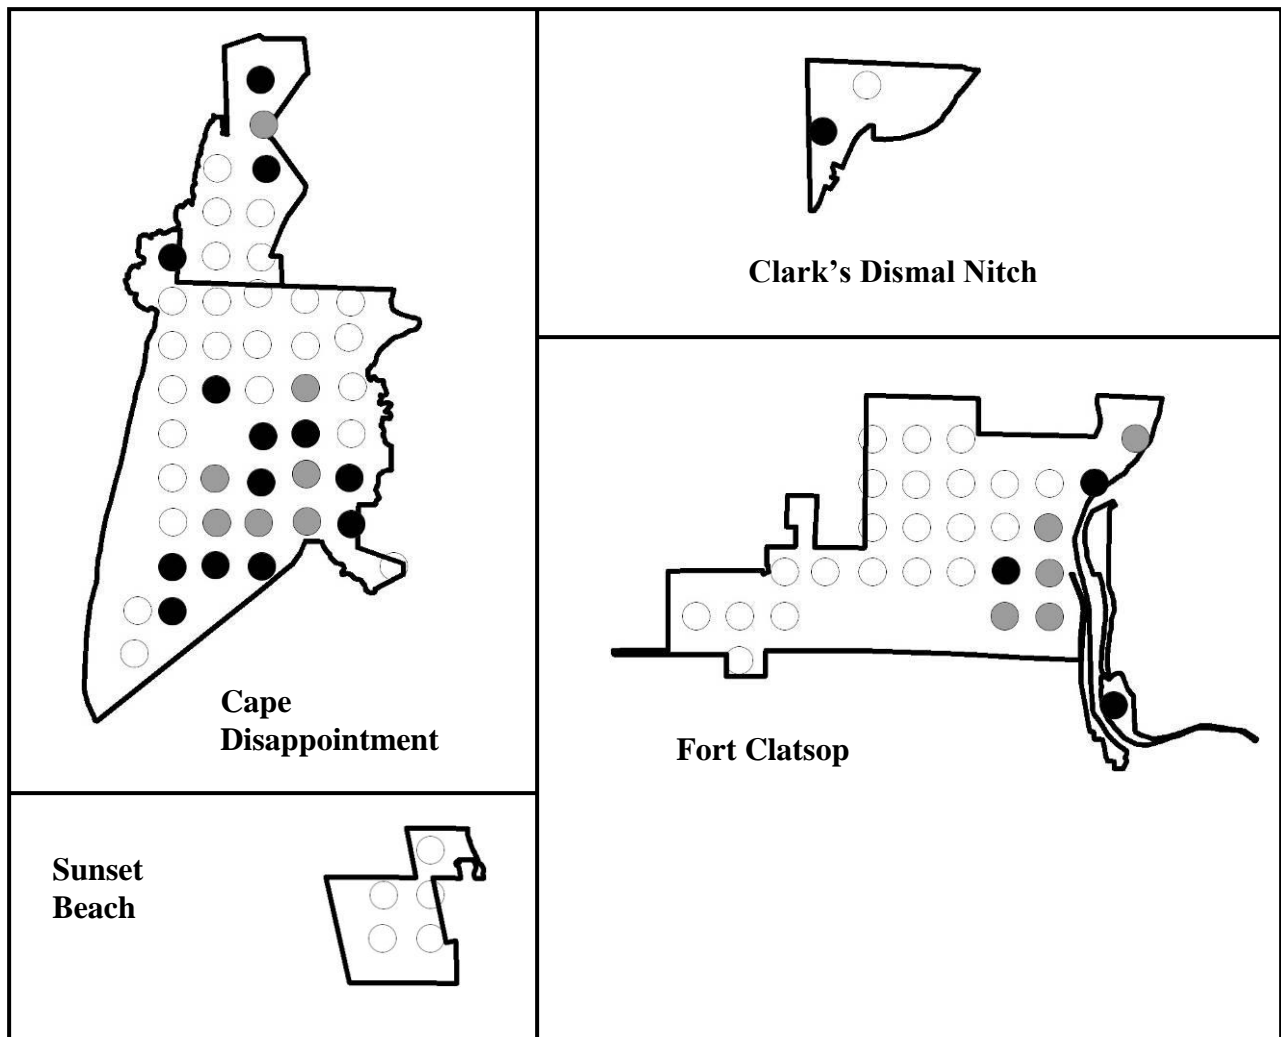 Clark's Dismal Nitch
Cape
Disappointment
Fort Clatsop
Sunset
Beach